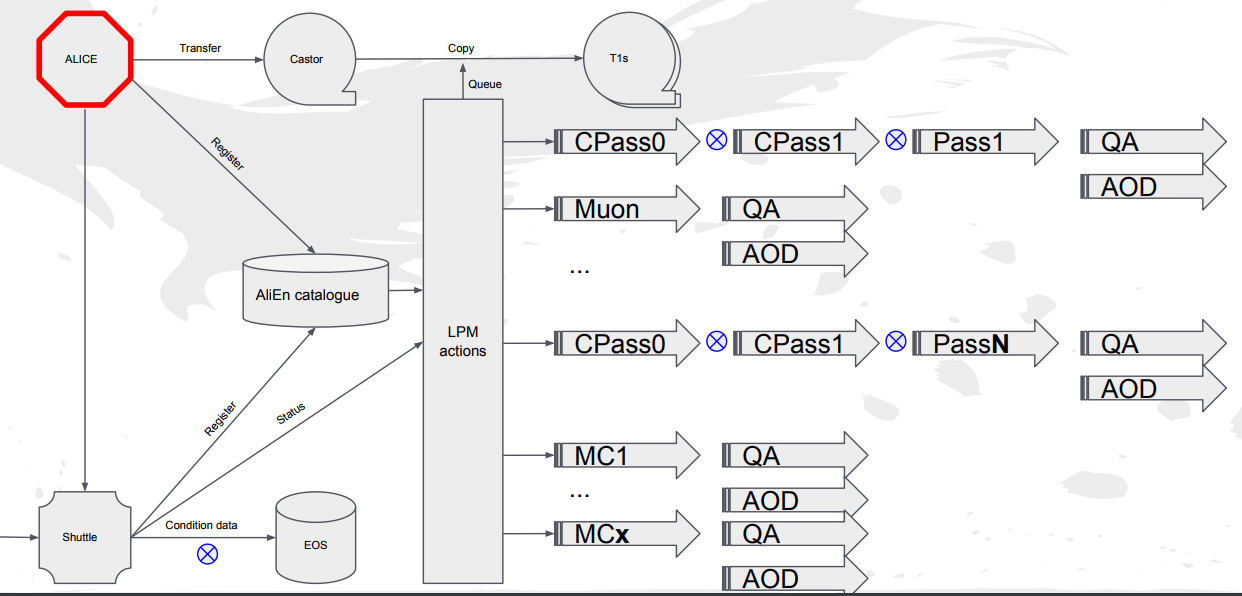 ALICE
Transfer
Castor
Copy
T1s
Queue
Register
CPass0
CPass1
Pass1
QA
AOD
Muon
QA
AOD
...
AliEn catalogue
LPM
actions
CPass0
CPass1
PassN
QA
AOD
Register
Status
MC1
QA
...
AOD
MCx
QA
AOD
Shuttle
Condition data
EOS